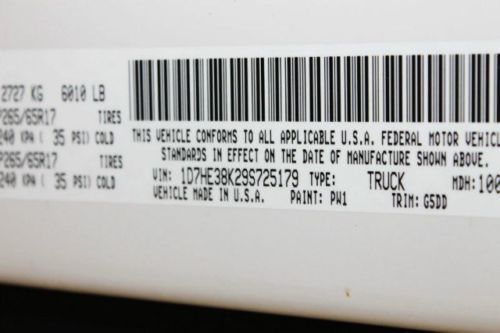 2727 KG 6010 LB
P265/65R17 TIRES
240 KPA ( 35 PSI) COLD
P265/65R17 TIRES
240 KPA ( 35 PSI) COLD
THIS VEHICLE CONFORMS TO ALL APPLICABLE U.S.A. FEDERAL MOTOR VEHICL
STANDARDS IN EFFECT ON THE DATE OF MANUFACTURE SHOWN ABOVE.
VIN: 1D7HE38K29S725179 TYPE: TRUCK MDH: 100
VEHICLE MADE IN U.S.A. PAINT: PW1 TRIM: G5DD